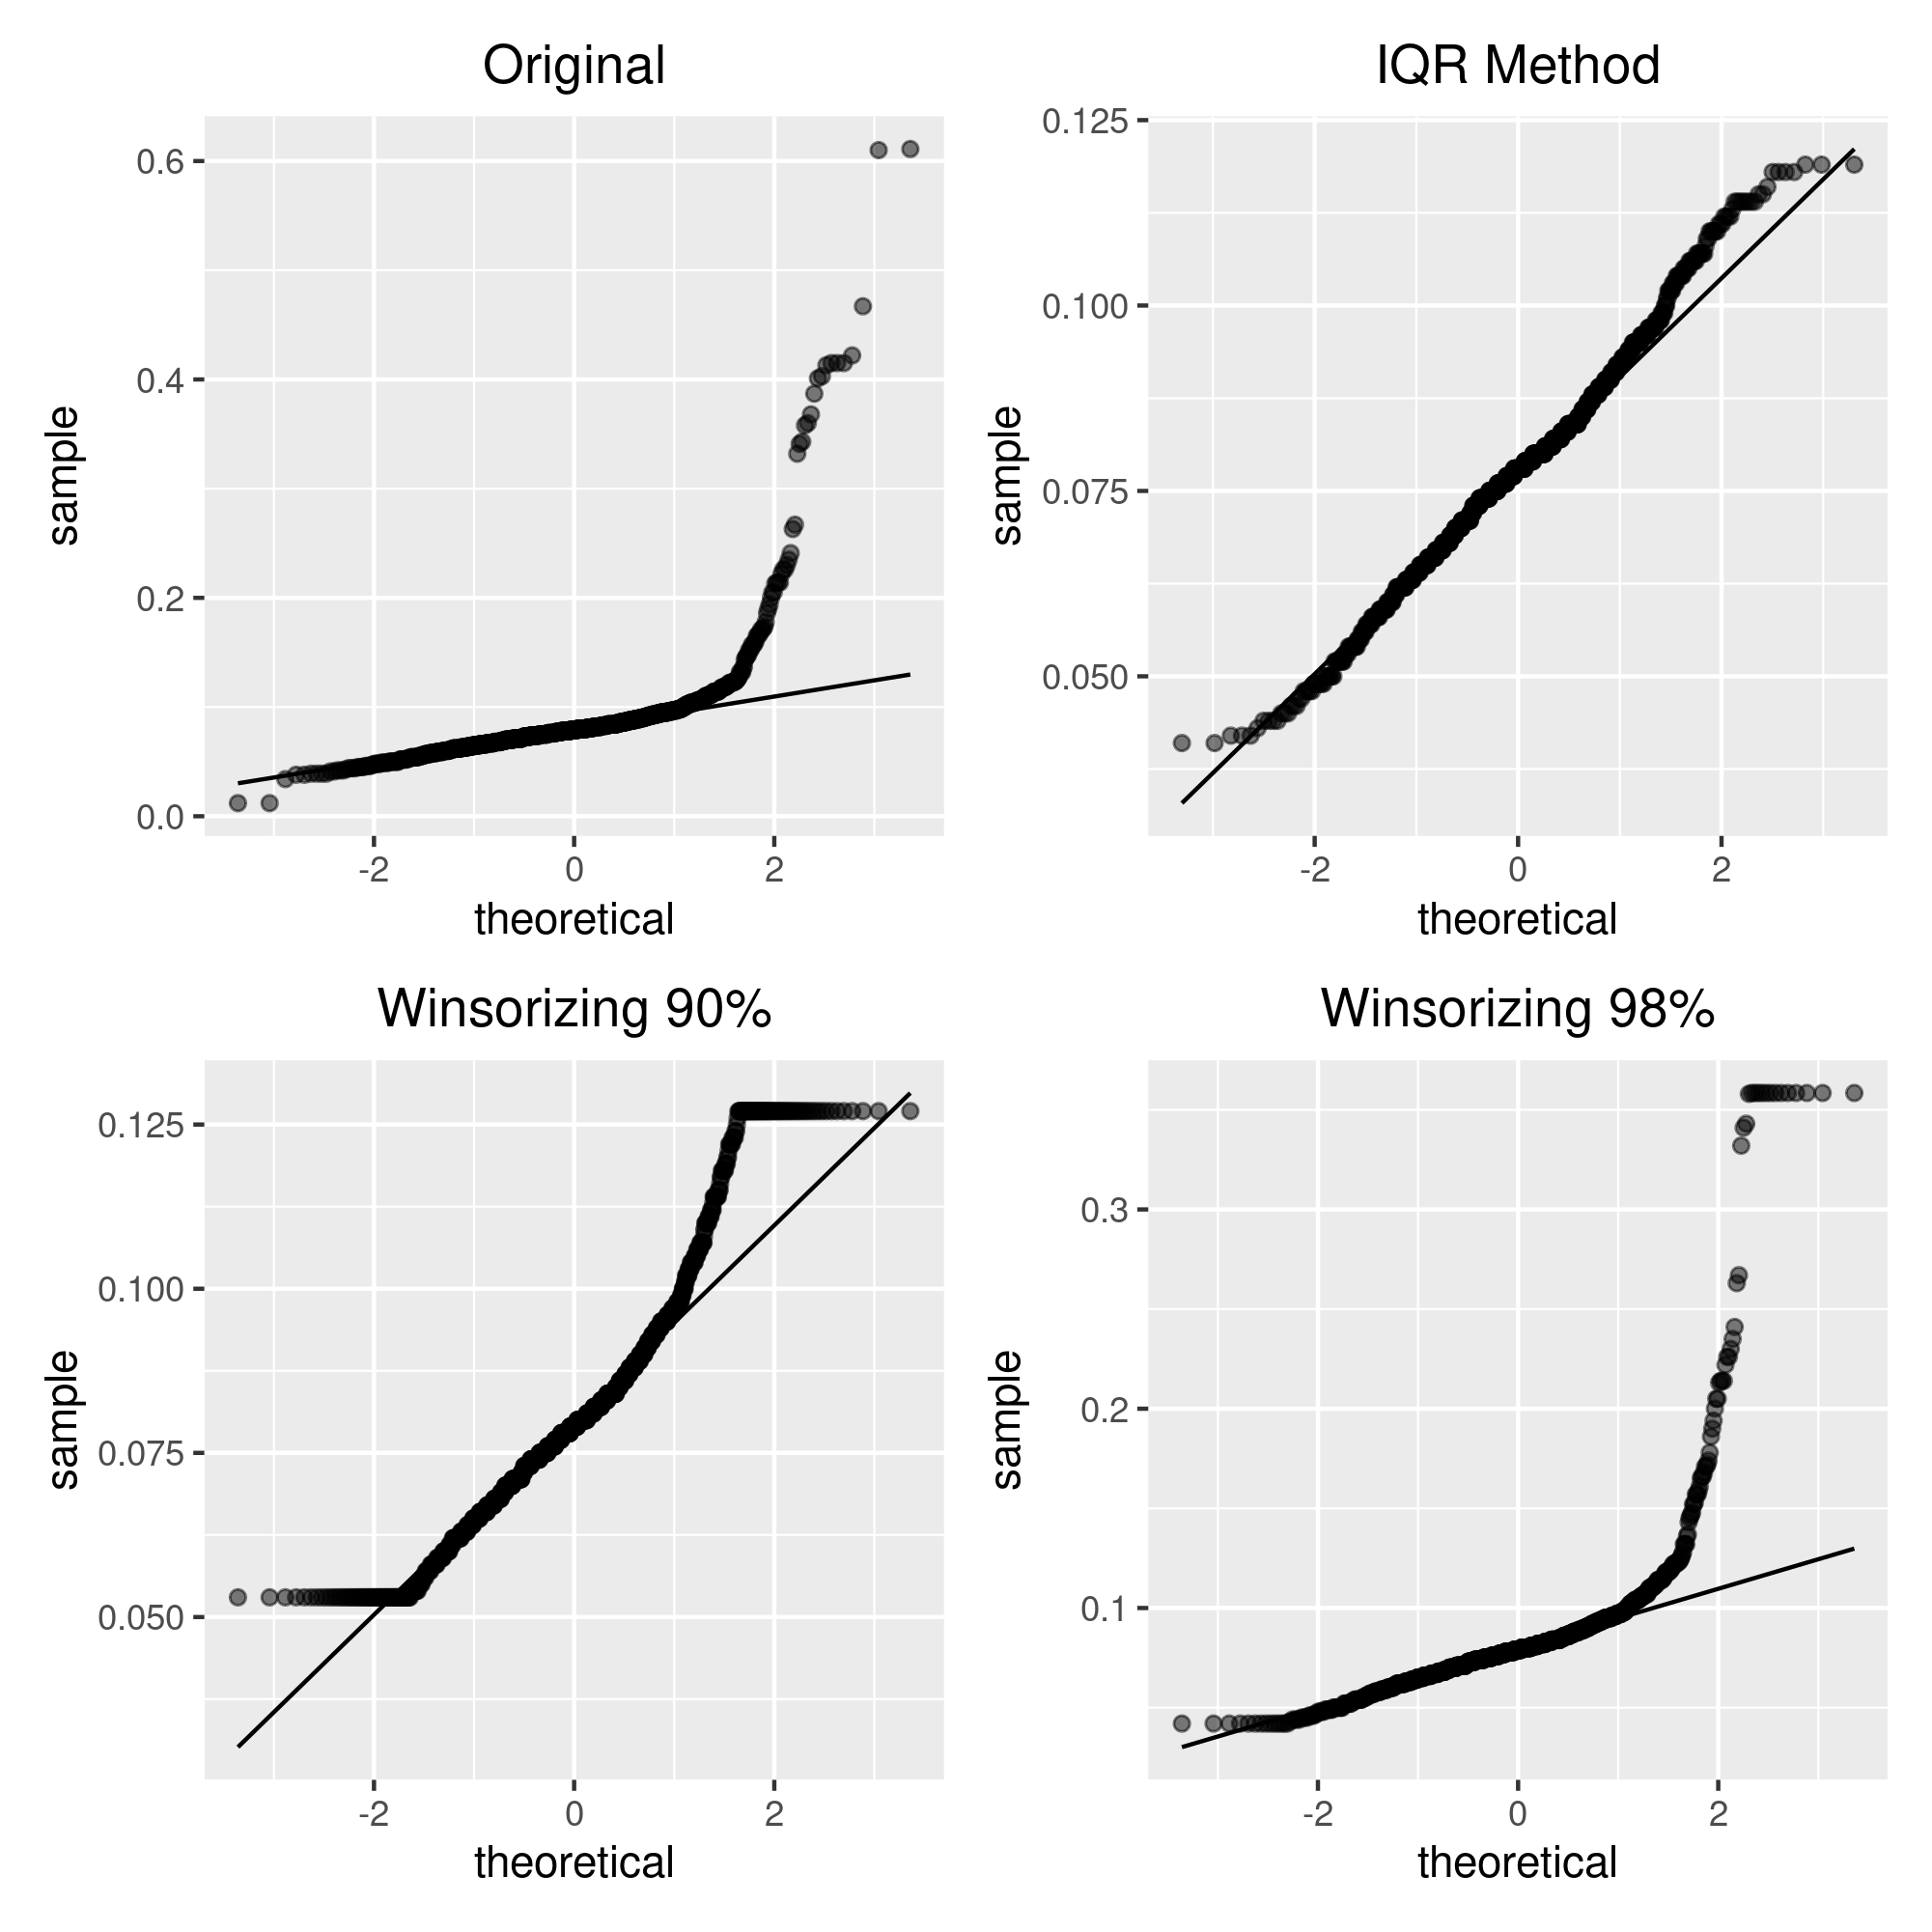 Original
0.6
0.4
0.2
0.0
sample
-2 0 2
theoretical
IQR Method
0.125
0.100
0.075
0.050
sample
-2 0 2
theoretical
Winsorizing 90%
0.125
0.100
0.075
0.050
sample
-2 0 2
theoretical
Winsorizing 98%
0.3
0.2
0.1
sample
-2 0 2
theoretical